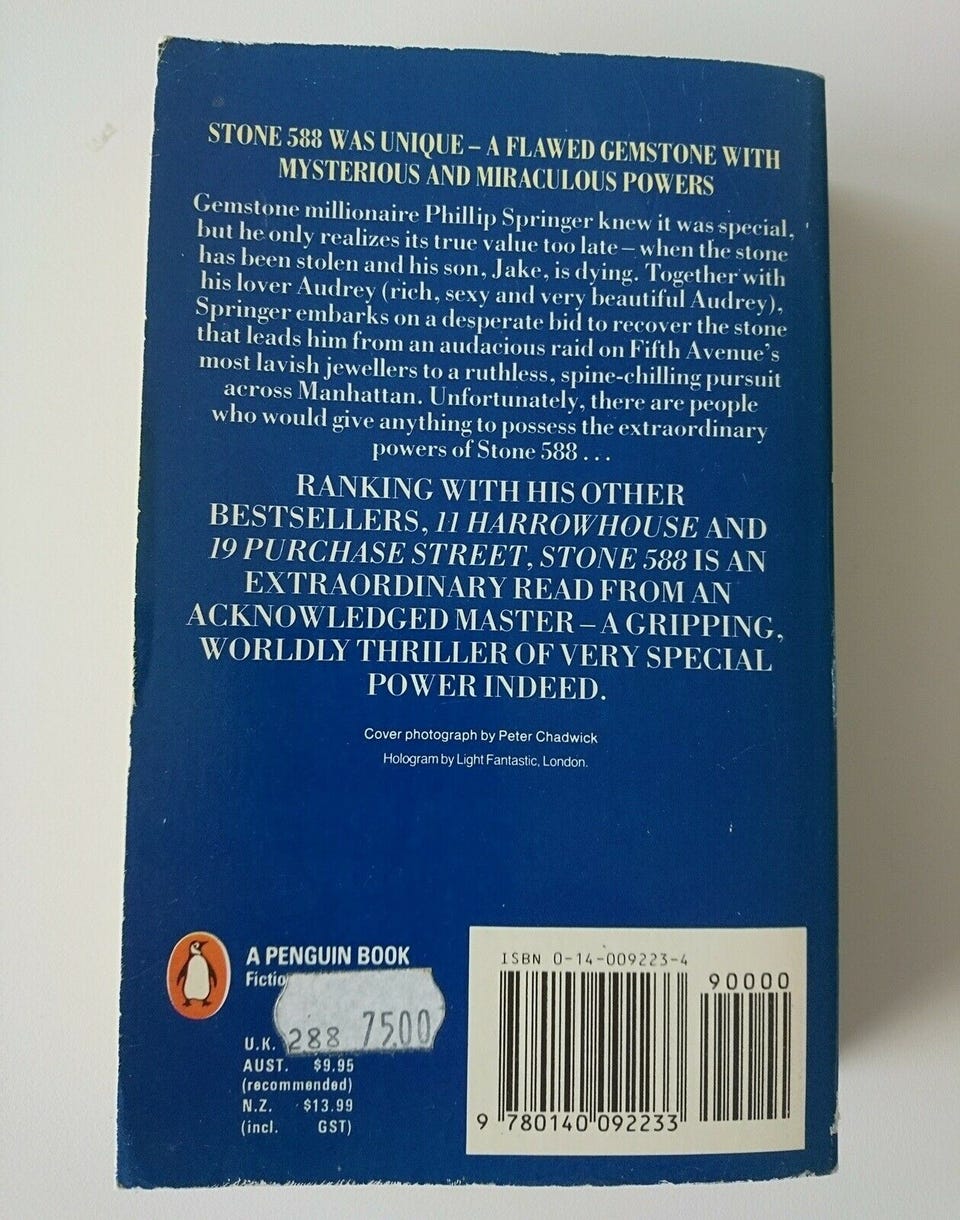 STONE 588 WAS UNIQUE – A FLAWED GEMSTONE WITH
MYSTERIOUS AND MIRACULOUS POWERS
Gemstone millionaire Phillip Springer knew it was special,
but he only realizes its true value too late – when the stone
has been stolen and his son, Jake, is dying. Together with
his lover Audrey (rich, sexy and very beautiful Audrey),
Springer embarks on a desperate bid to recover the stone
that leads him from an audacious raid on Fifth Avenue's
most lavish jewellers to a ruthless, spine-chilling pursuit
across Manhattan. Unfortunately, there are people
who would give anything to possess the extraordinary
powers of Stone 588 . . .
RANKING WITH HIS OTHER
BESTSELLERS, 11 HARROWHOUSE AND
19 PURCHASE STREET, STONE 588 IS AN
EXTRAORDINARY READ FROM AN
ACKNOWLEDGED MASTER – A GRIPPING,
WORLDLY THRILLER OF VERY SPECIAL
POWER INDEED.
Cover photograph by Peter Chadwick
Hologram by Light Fantastic, London.
A PENGUIN BOOK
Fictio
288 7500
U.K.
AUST. $9.95
(recommended)
N.Z. $13.99
(incl. GST)
ISBN 0-14-009223-4
90000
9 780140 092233